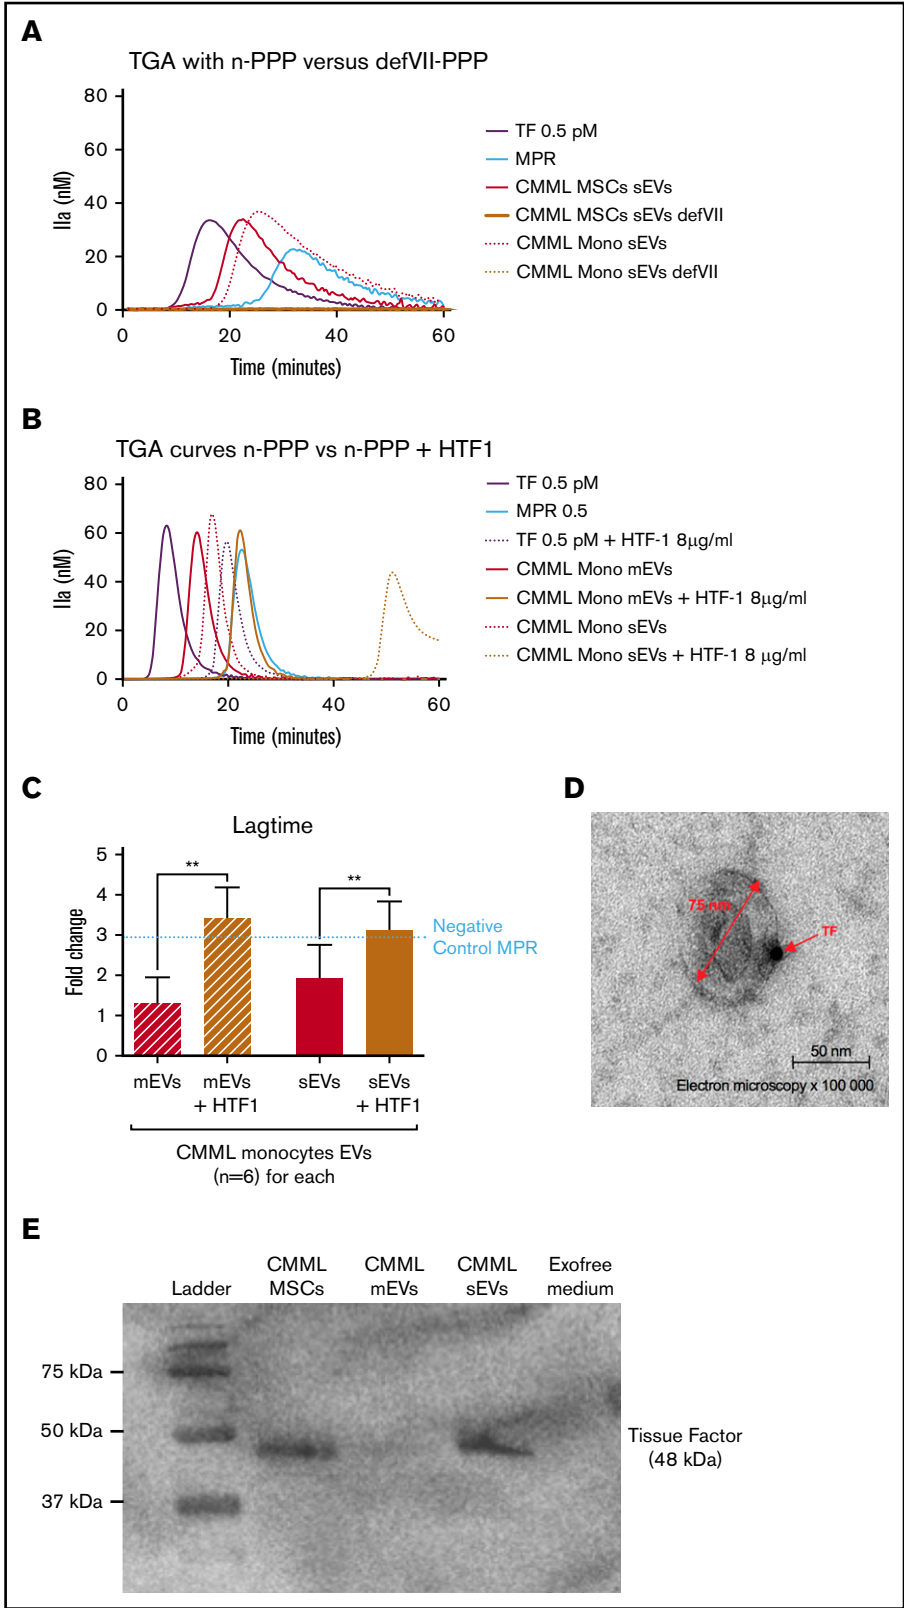 A
TGA with n-PPP versus defVII-PPP
80
60
40
20
0
IIa (nM)
0
20
40
60
Time (minutes)
TF 0.5 pM
MPR
CMML MSCs sEVs
CMML MSCs sEVs defVII
CMML Mono sEVs
CMML Mono sEVs defVII
B
TGA curves n-PPP vs n-PPP + HTF1
80
60
40
20
0
IIa (nM)
0
20
40
60
Time (minutes)
TF 0.5 pM
MPR 0.5
TF 0.5 pM + HTF-1 8µg/ml
CMML Mono mEVs
CMML Mono mEVs + HTF-1 8µg/ml
CMML Mono sEVs
CMML Mono sEVs + HTF-1 8 µg/ml
C
Lagtime
5
4
3
2
1
0
Fold change
**
**
Negative
Control MPR
mEVs
mEVs
+ HTF1
sEVs
sEVs
+ HTF1
CMML monocytes EVs
(n=6) for each
D
75 nm
TF
50 nm
Electron microscopy x 100 000
E
Ladder
CMML
MSCs
CMML
mEVs
CMML
sEVs
Exofree
medium
75 kDa
50 kDa
37 kDa
Tissue Factor
(48 kDa)